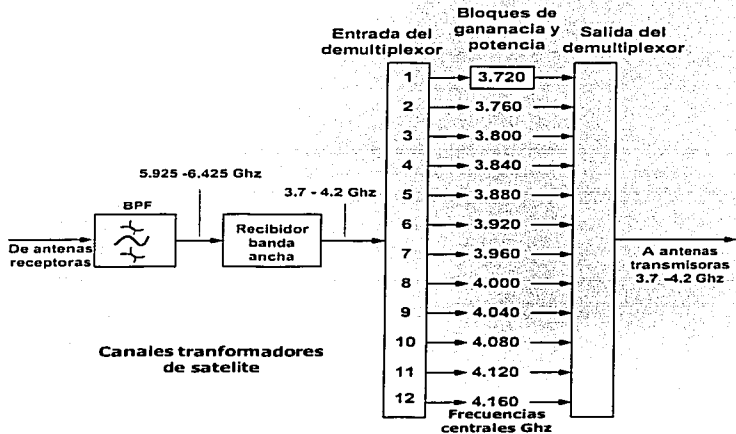 Entrada del
demultiplexor
Bloques de
gananacia y
potencia
Salida del
demultiplexor
1 3.720
2 3.760
3 3.800
4 3.840
5 3.880
6 3.920
7 3.960
8 4.000
9 4.040
10 4.080
11 4.120
12 4.160
Frecuencias
centrales Ghz
5.925 -6.425 Ghz
3.7 - 4.2 Ghz
BPF
De antenas
receptoras
Recibidor
banda
ancha
A antenas
transmisoras
3.7 -4.2 Ghz
Canales tranformadores
de satelite